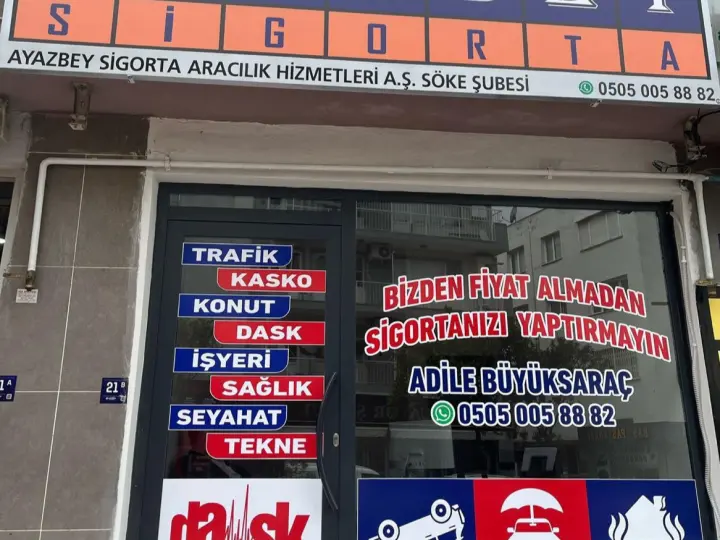 SİGORTA
AYAZBEY SİGORTA ARACILIK HİZMETLERİ A.Ş. SÖKE ŞUBESİ
0505 005 88 82
TRAFİK
KASKO
KONUT
DASK
İŞYERİ
SAĞLIK
SEYAHAT
TEKNE
dask
BİZDEN FİYAT ALMADAN
SİGORTANIZI YAPTIRMAYIN
ADİLE BÜYÜKSARAÇ
0505 005 88 82
21 B